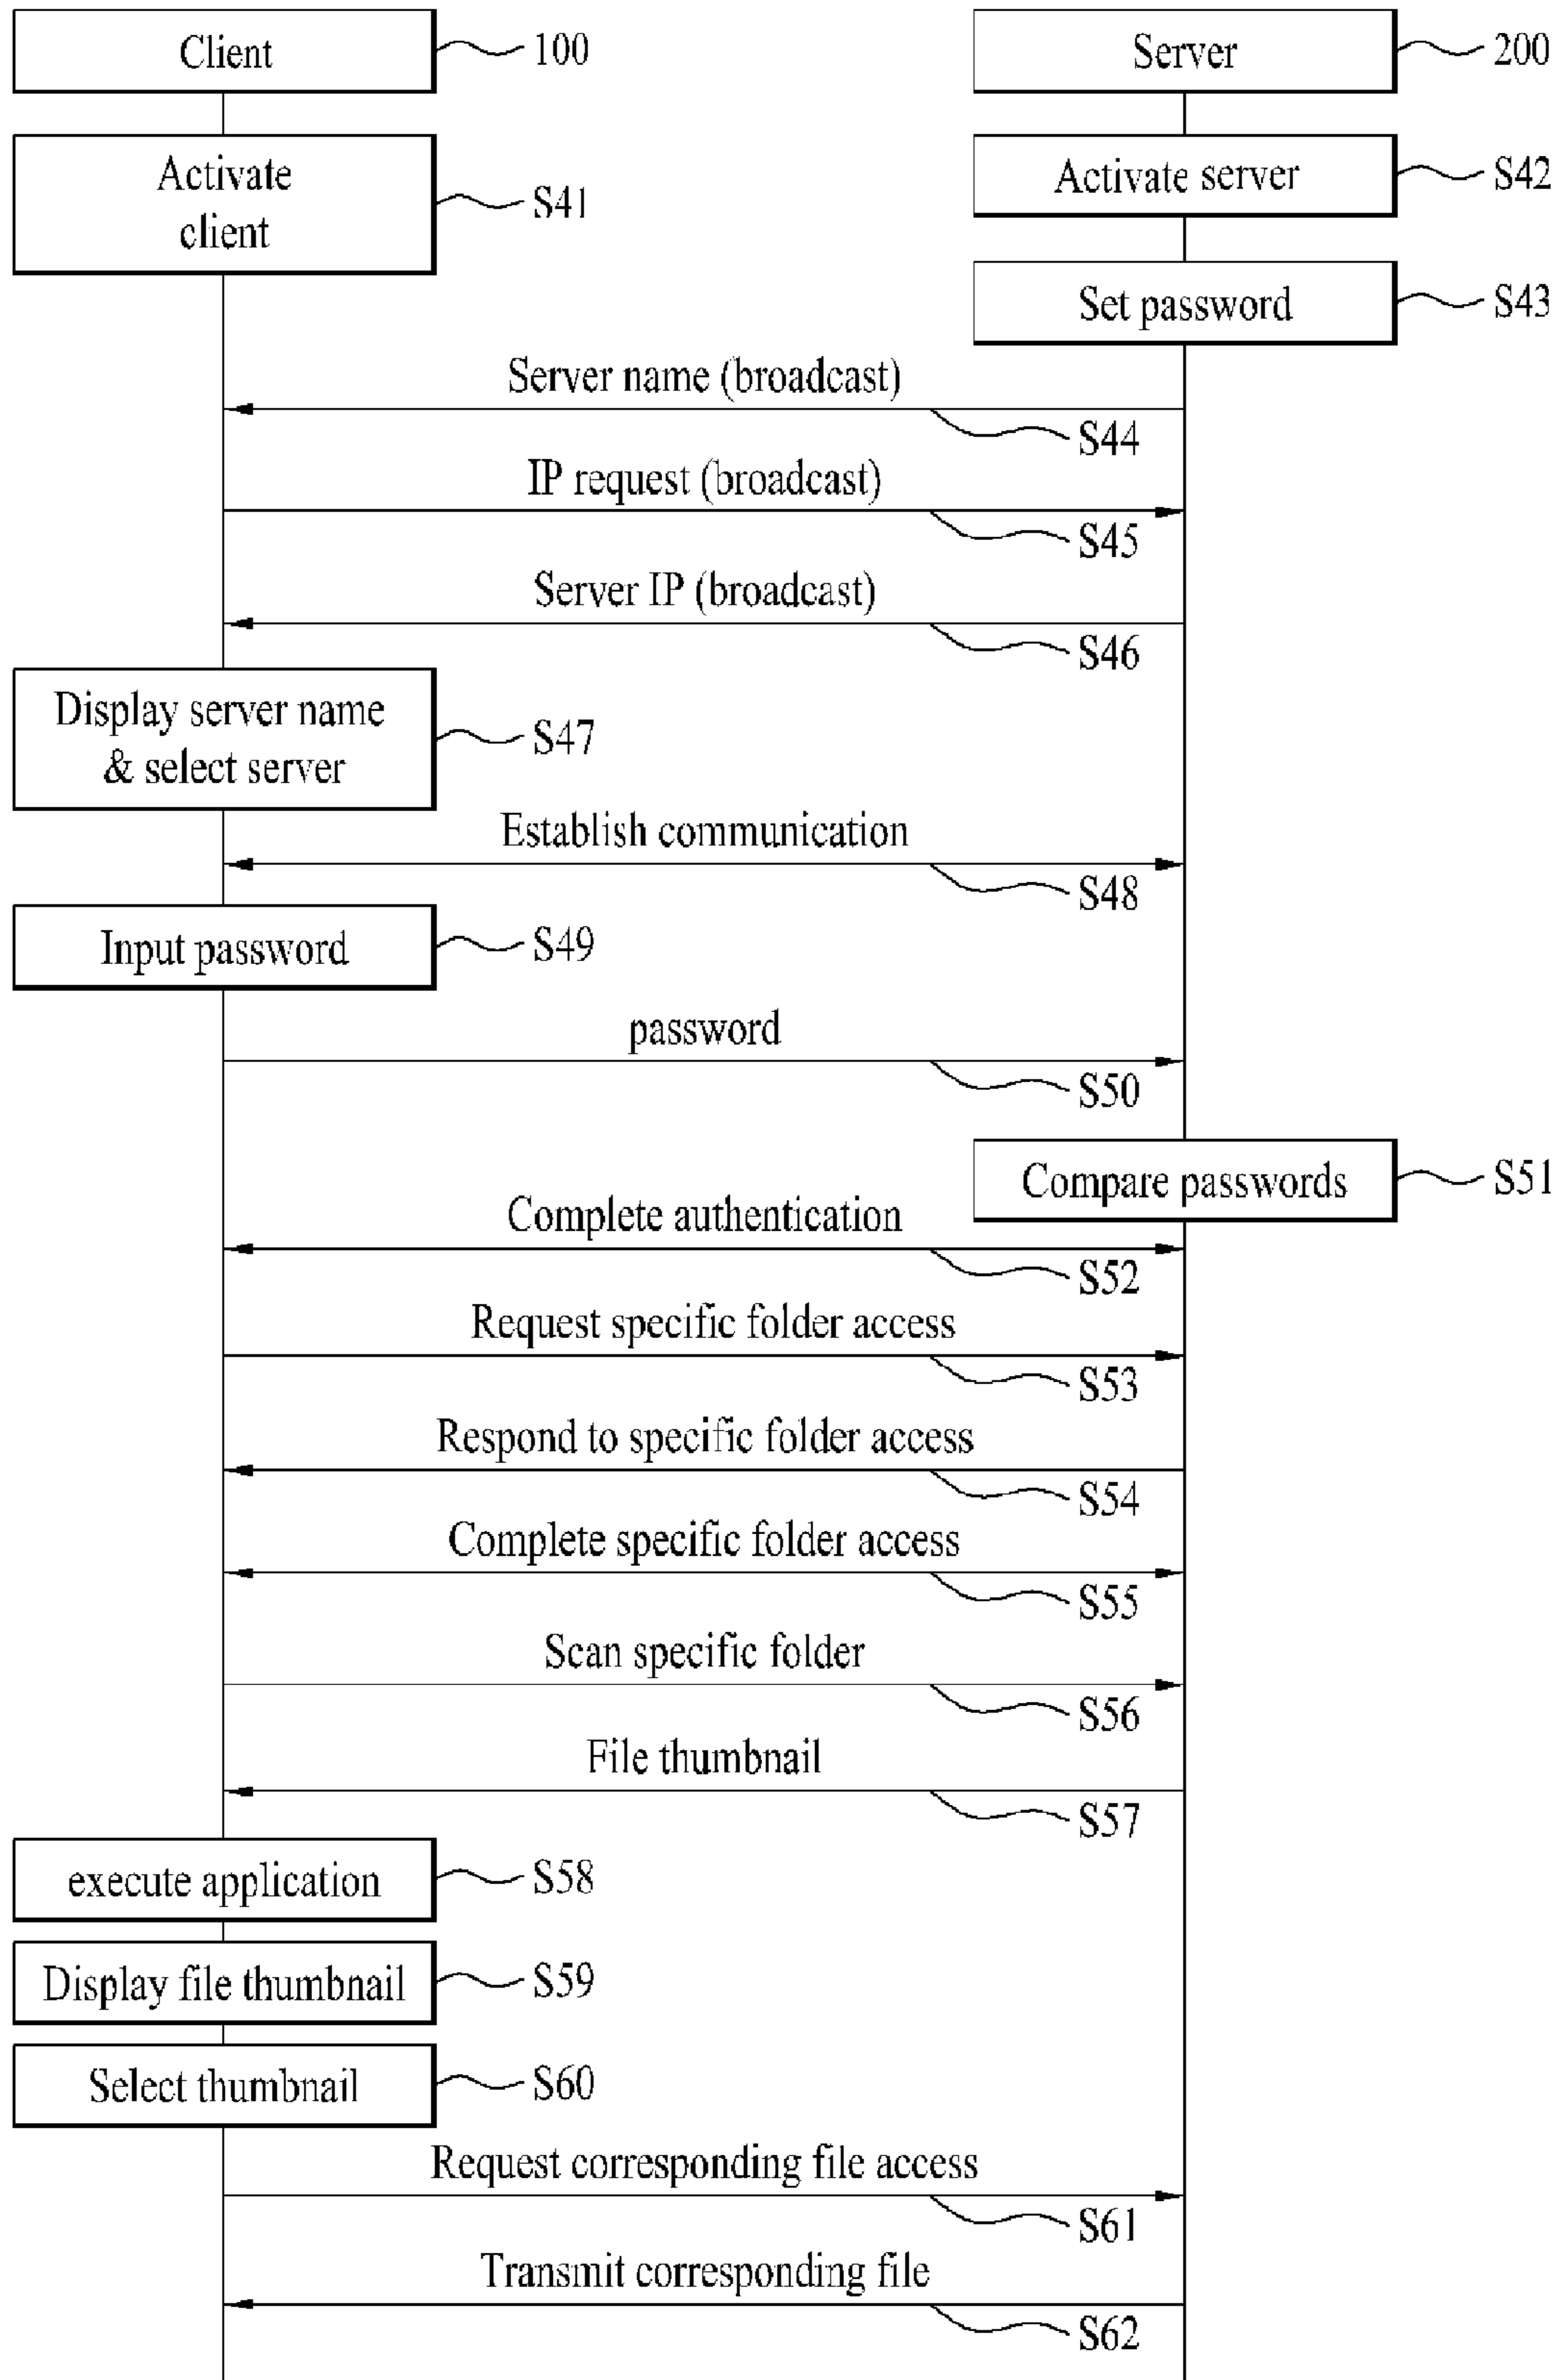 Client
100
Server
200
Activate
client
S41
Activate server
S42
Set password
S43
Server name (broadcast)
S44
IP request (broadcast)
S45
Server IP (broadcast)
S46
Display server name
& select server
S47
Establish communication
S48
Input password
S49
password
S50
Compare passwords
S51
Complete authentication
S52
Request specific folder access
S53
Respond to specific folder access
S54
Complete specific folder access
S55
Scan specific folder
S56
File thumbnail
S57
execute application
S58
Display file thumbnail
S59
Select thumbnail
S60
Request corresponding file access
S61
Transmit corresponding file
S62